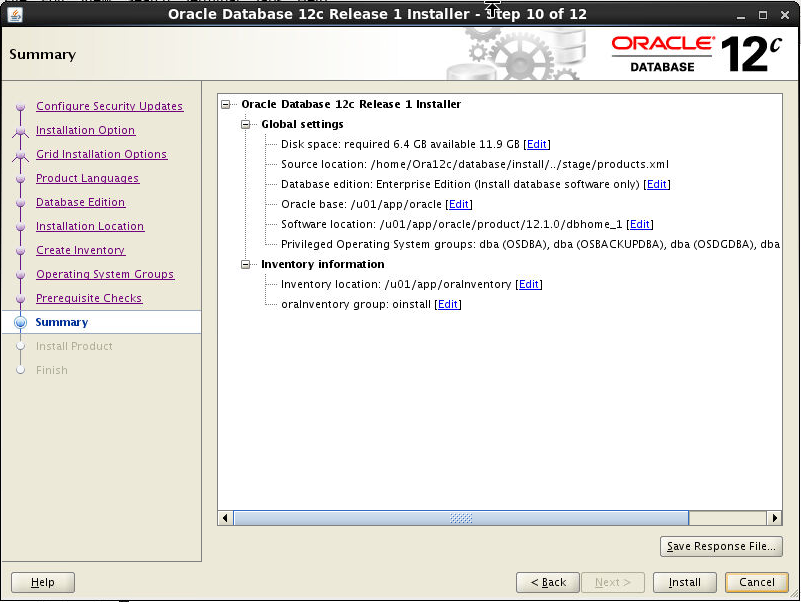 Oracle Database 12c Release 1 Installer - Step 10 of 12
Summary
ORACLE
DATABASE
12c
Configure Security Updates
Installation Option
Grid Installation Options
Product Languages
Database Edition
Installation Location
Create Inventory
Operating System Groups
Prerequisite Checks
Summary
Install Product
Finish
Oracle Database 12c Release 1 Installer
Global settings
Disk space: required 6.4 GB available 11.9 GB [Edit]
Source location: /home/Ora12c/database/install/../stage/products.xml
Database edition: Enterprise Edition (Install database software only) [Edit]
Oracle base: /u01/app/oracle [Edit]
Software location: /u01/app/oracle/product/12.1.0/dbhome_1 [Edit]
Privileged Operating System groups: dba (OSDBA), dba (OSBACKUPDBA), dba (OSDGDBA), dba
Inventory information
Inventory location: /u01/app/oraInventory [Edit]
oraInventory group: oinstall [Edit]
Save Response File...
Help
< Back
Next >
Install
Cancel